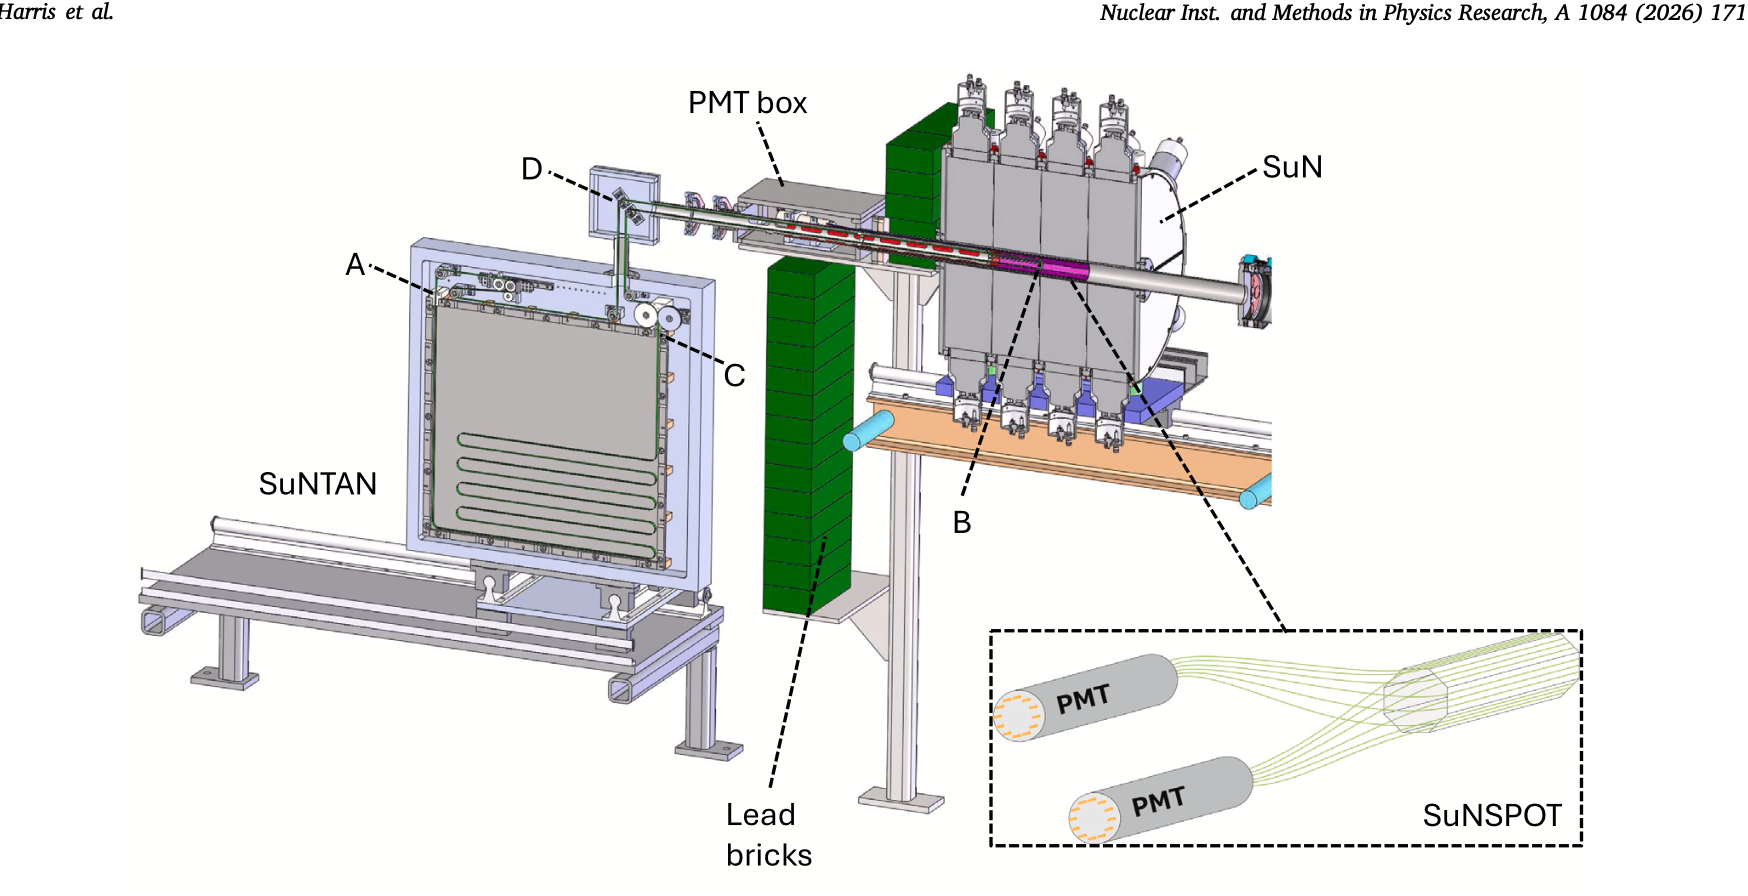 Harris et al.
Nuclear Inst. and Methods in Physics Research, A 1084 (2026) 171
PMT box
D
SuN
A
C
SuNTAN
B
PMT
PMT
SuNSPOT
Lead
bricks